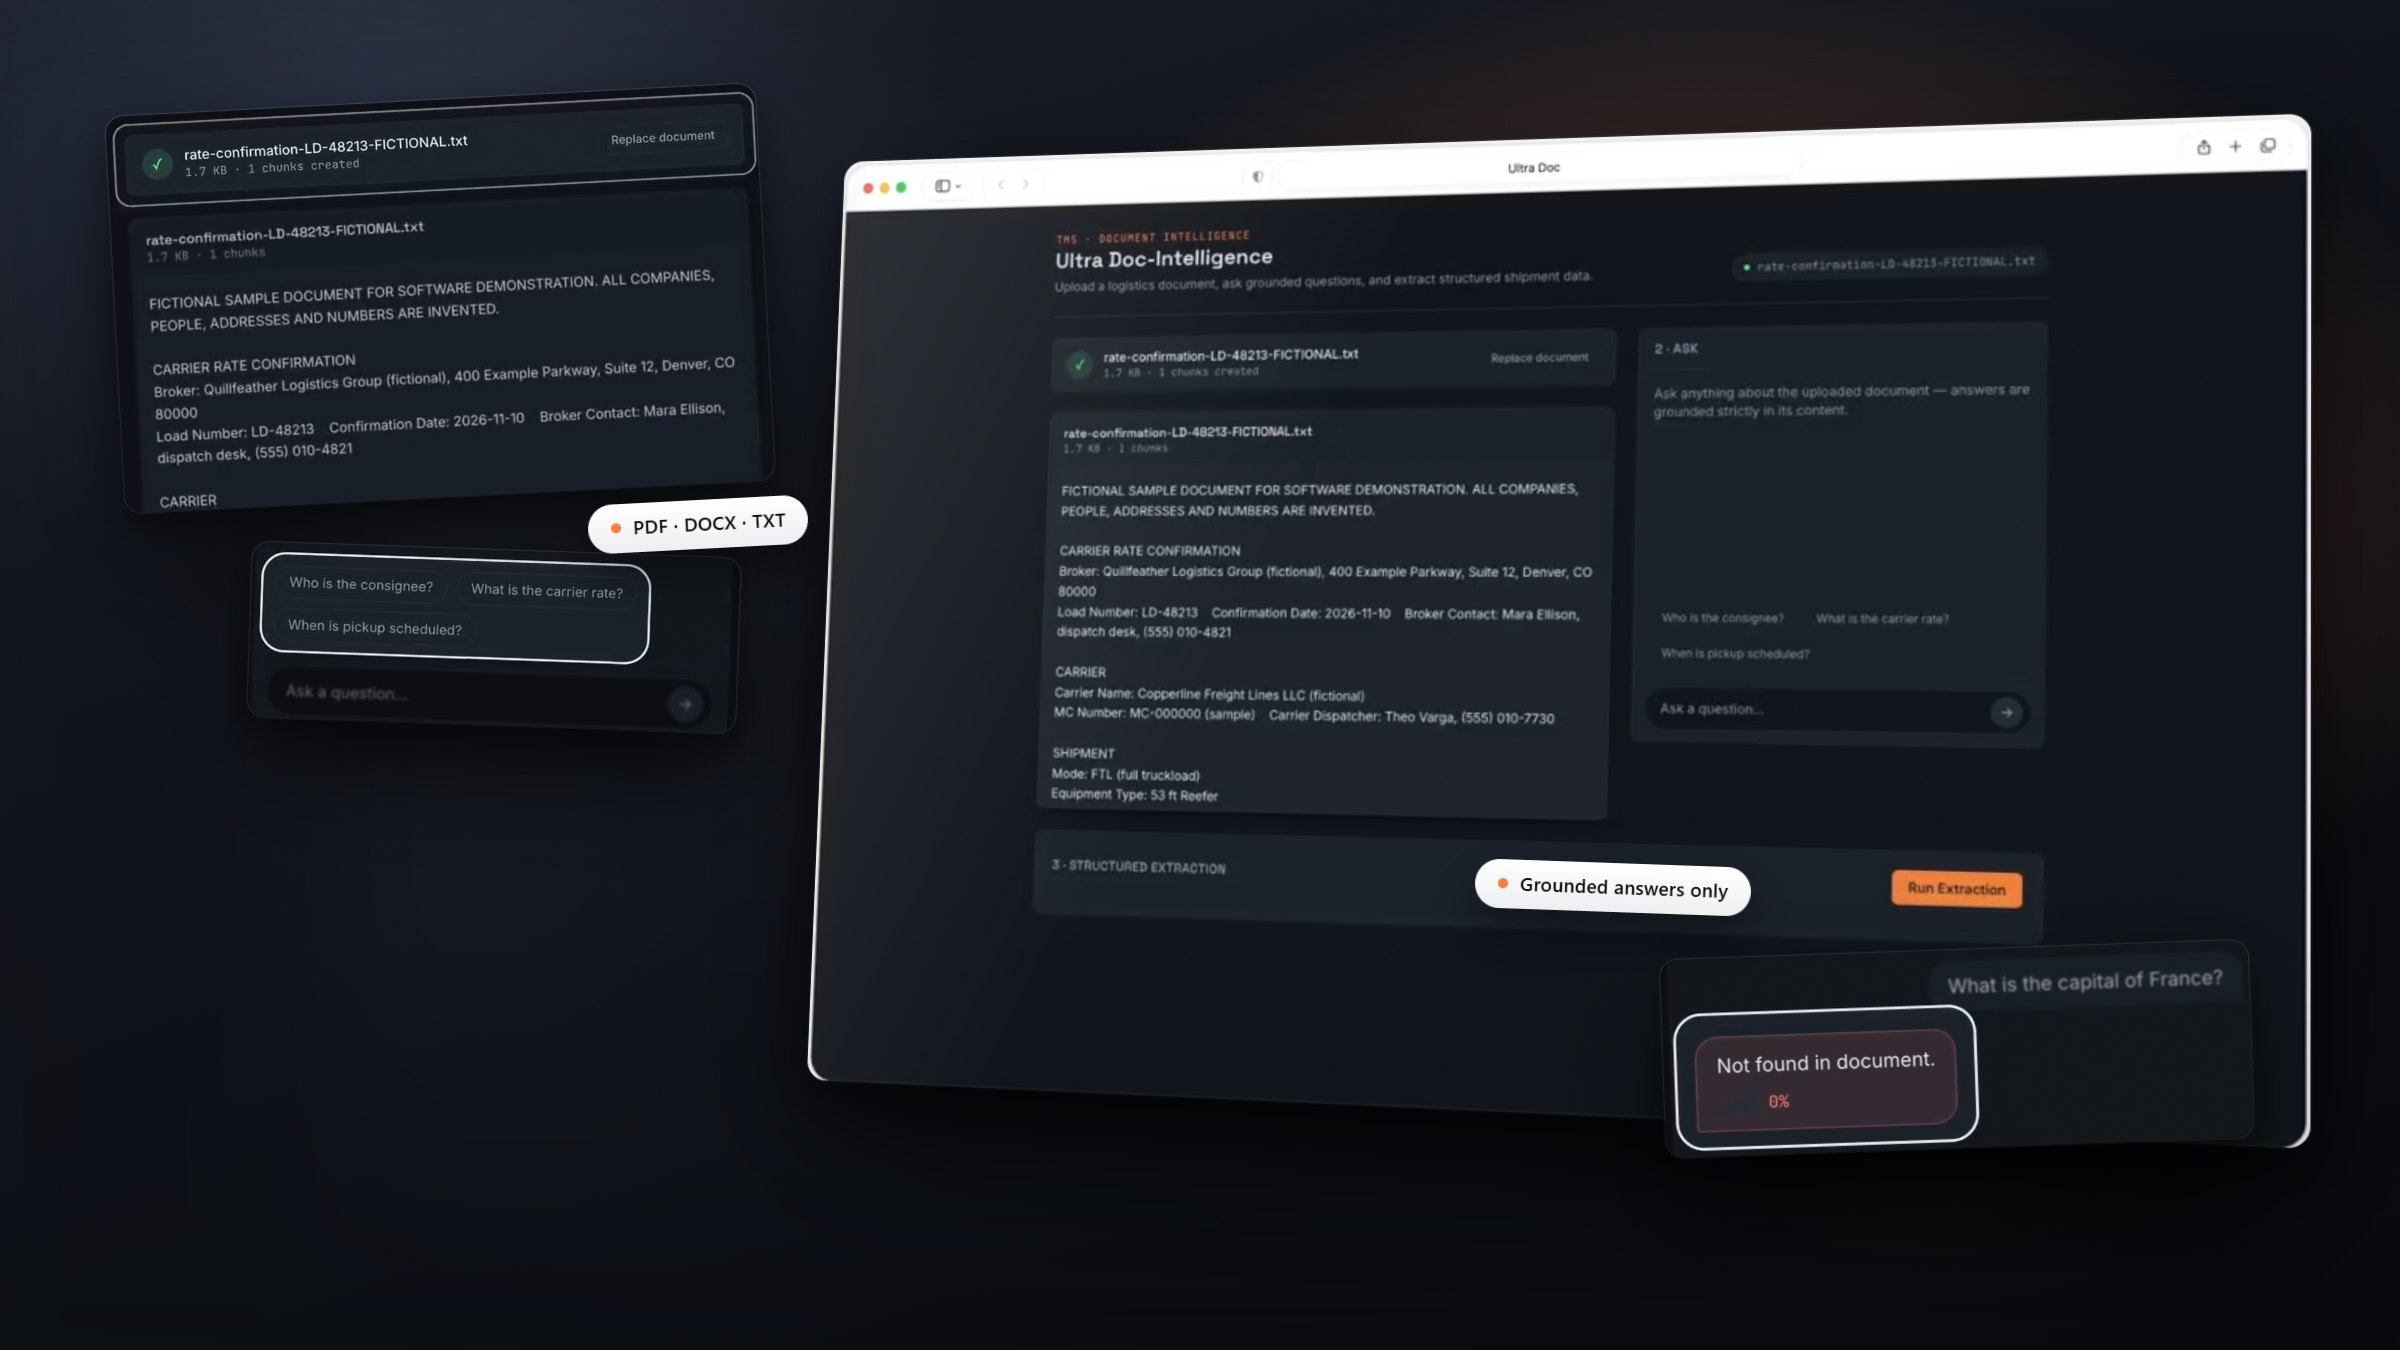 rate-confirmation-LD-48213-FICTIONAL.txt
1.7 KB · 1 chunks created
Replace document
rate-confirmation-LD-48213-FICTIONAL.txt
1.7 KB · 1 chunks
FICTIONAL SAMPLE DOCUMENT FOR SOFTWARE DEMONSTRATION. ALL COMPANIES,
PEOPLE, ADDRESSES AND NUMBERS ARE INVENTED.
CARRIER RATE CONFIRMATION
Broker: Quillfeather Logistics Group (fictional), 400 Example Parkway, Suite 12, Denver, CO
80000
Load Number: LD-48213 Confirmation Date: 2026-11-10 Broker Contact: Mara Ellison,
dispatch desk, (555) 010-4821
CARRIER
PDF · DOCX · TXT
Who is the consignee?
What is the carrier rate?
When is pickup scheduled?
Ask a question...
Ultra Doc
TMS · DOCUMENT INTELLIGENCE
Ultra Doc-Intelligence
Upload a logistics document, ask grounded questions, and extract structured shipment data.
rate-confirmation-LD-48213-FICTIONAL.txt
rate-confirmation-LD-48213-FICTIONAL.txt
1.7 KB · 1 chunks created
Replace document
rate-confirmation-LD-48213-FICTIONAL.txt
1.7 KB · 1 chunks
FICTIONAL SAMPLE DOCUMENT FOR SOFTWARE DEMONSTRATION. ALL COMPANIES,
PEOPLE, ADDRESSES AND NUMBERS ARE INVENTED.
CARRIER RATE CONFIRMATION
Broker: Quillfeather Logistics Group (fictional), 400 Example Parkway, Suite 12, Denver, CO
80000
Load Number: LD-48213 Confirmation Date: 2026-11-10 Broker Contact: Mara Ellison,
dispatch desk, (555) 010-4821
CARRIER
Carrier Name: Copperline Freight Lines LLC (fictional)
MC Number: MC-000000 (sample) Carrier Dispatcher: Theo Varga, (555) 010-7730
SHIPMENT
Mode: FTL (full truckload)
Equipment Type: 53 ft Reefer
2 · ASK
Ask anything about the uploaded document — answers are
grounded strictly in its content.
Who is the consignee?
What is the carrier rate?
When is pickup scheduled?
Ask a question...
3 · STRUCTURED EXTRACTION
Grounded answers only
Run Extraction
What is the capital of France?
Not found in document.
0%